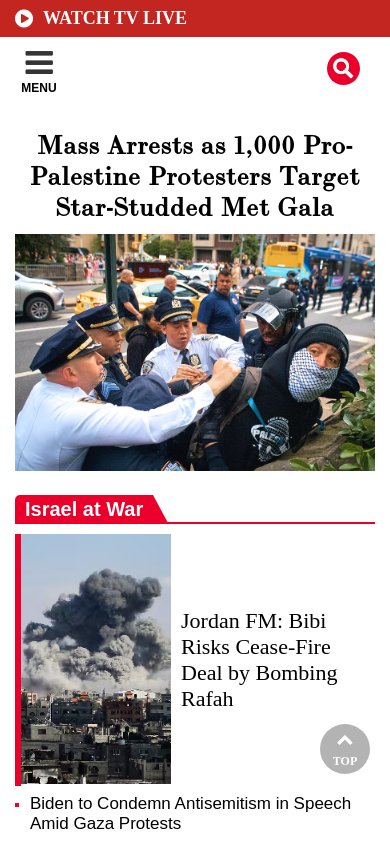 WATCH TV LIVE
MENU
Mass Arrests as 1,000 Pro-
Palestine Protesters Target
Star-Studded Met Gala
Israel at War
Jordan FM: Bibi
Risks Cease-Fire
Deal by Bombing
Rafah
TOP
Biden to Condemn Antisemitism in Speech
Amid Gaza Protests